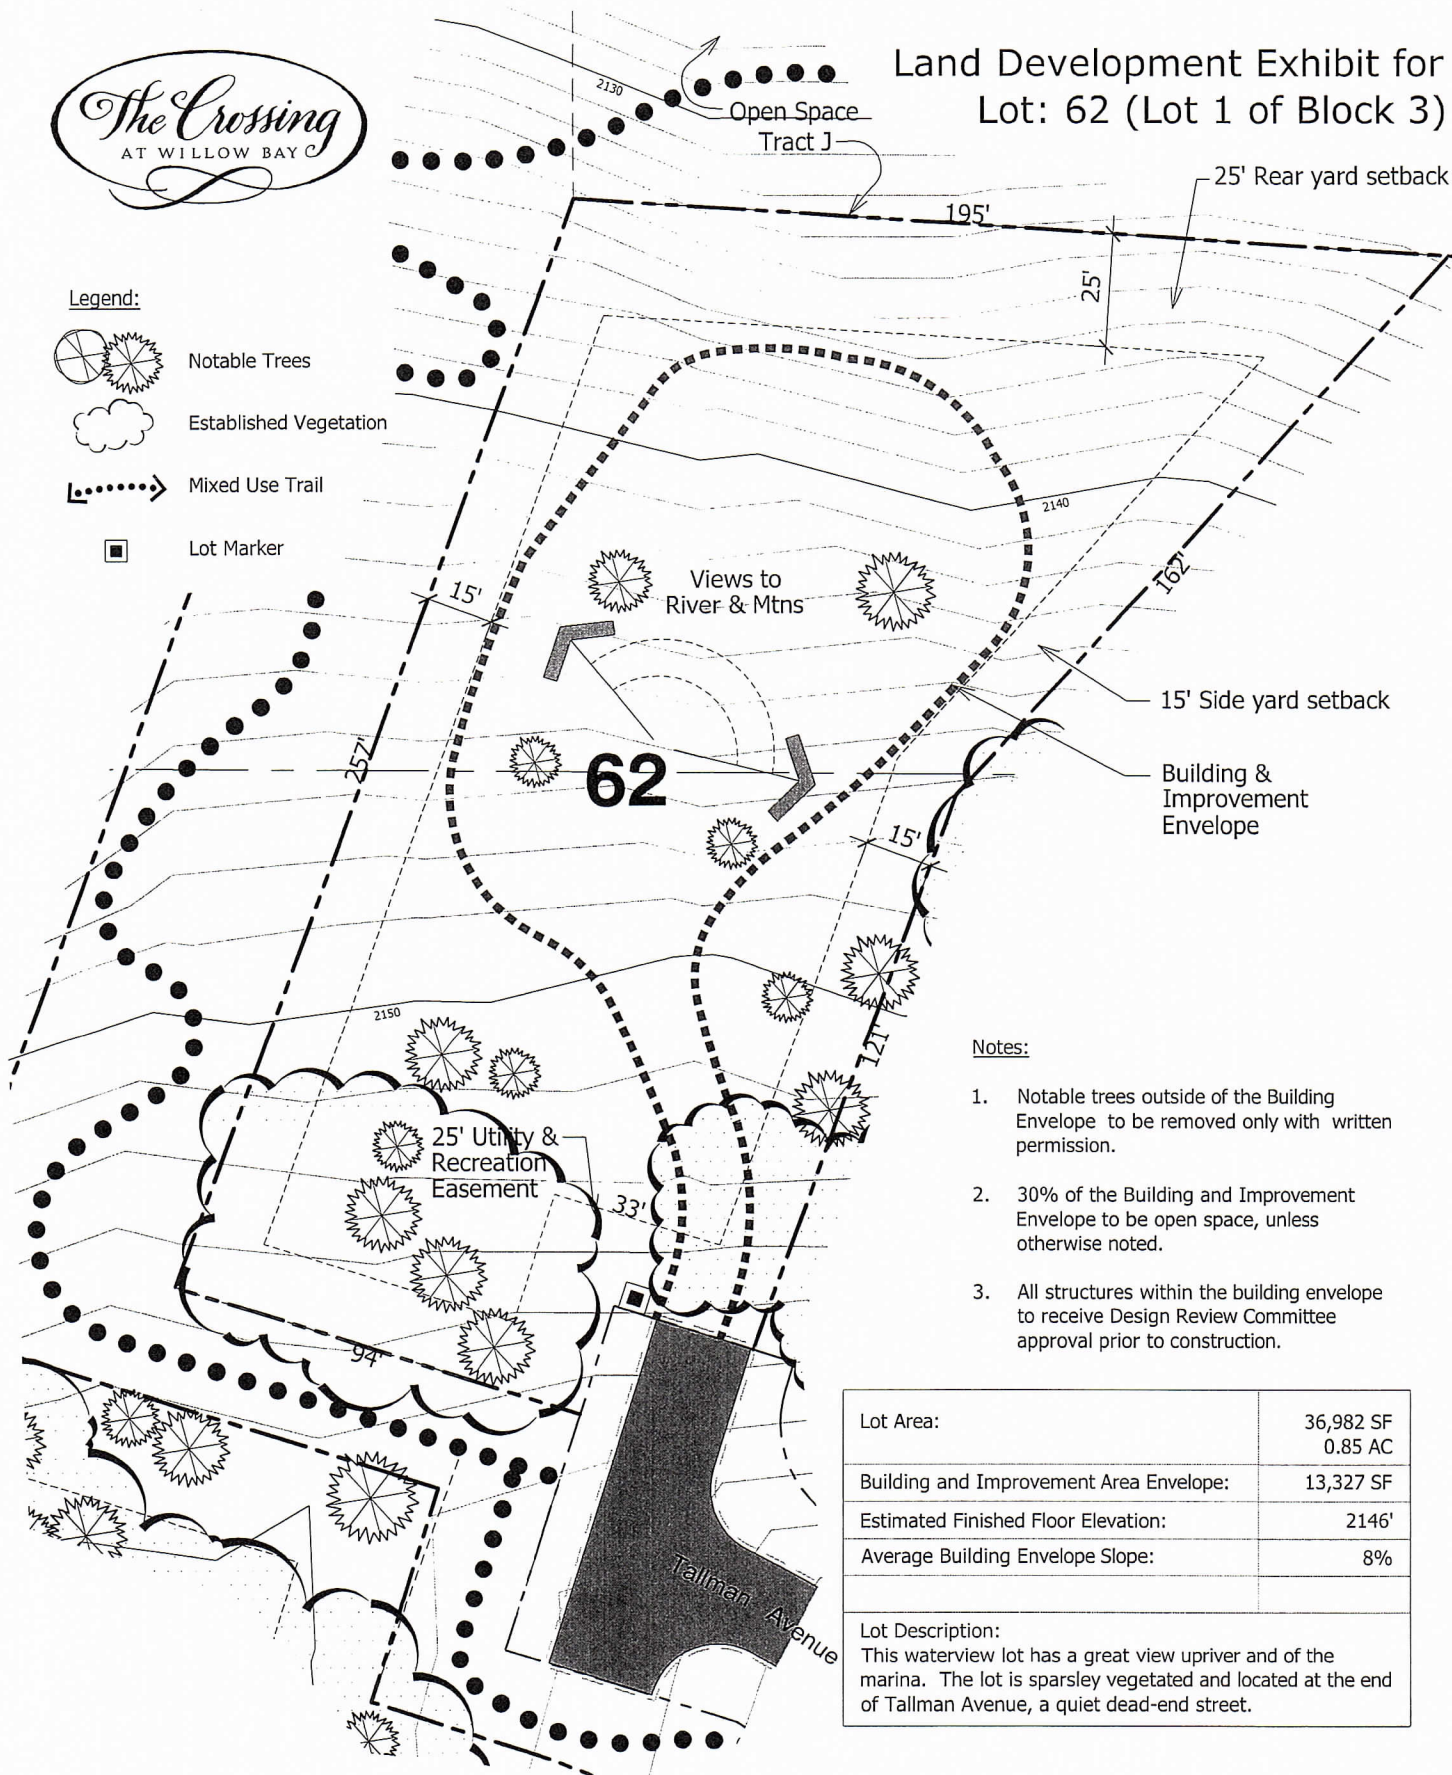 The Crossing
AT WILLOW BAY
Land Development Exhibit for
Lot: 62 (Lot 1 of Block 3)
2130
Open Space
Tract J
25' Rear yard setback
195'
25'
Legend:
Notable Trees
Established Vegetation
Mixed Use Trail
Lot Marker
2140
Views to
River & Mtns
15'
162'
15' Side yard setback
257'
62
Building &
Improvement
Envelope
15'
2150
121'
25' Utility &
Recreation
Easement
33'
94'
Tallman Avenue
Notes:
1. Notable trees outside of the Building
Envelope to be removed only with written
permission.
2. 30% of the Building and Improvement
Envelope to be open space, unless
otherwise noted.
3. All structures within the building envelope
to receive Design Review Committee
approval prior to construction.
Lot Area: 36,982 SF
0.85 AC
Building and Improvement Area Envelope: 13,327 SF
Estimated Finished Floor Elevation: 2146'
Average Building Envelope Slope: 8%
Lot Description:
This waterview lot has a great view upriver and of the
marina. The lot is sparsley vegetated and located at the end
of Tallman Avenue, a quiet dead-end street.